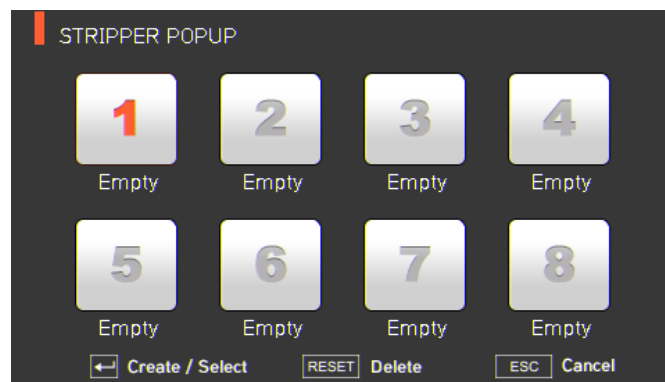 STRIPPER POPUP
1 2 3 4
Empty Empty Empty Empty
5 6 7 8
Empty Empty Empty Empty
Create / Select RESET Delete ESC Cancel